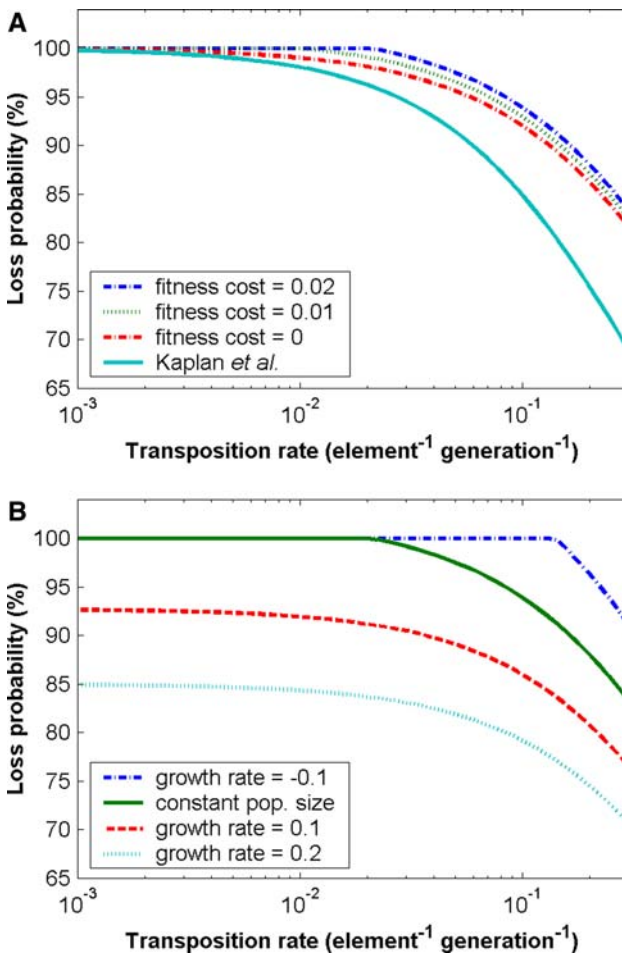 A
100
95
90
85
80
75
70
65
Loss probability (%)
fitness cost = 0.02
fitness cost = 0.01
fitness cost = 0
Kaplan et al.
10-3
10-2
10-1
Transposition rate (element-1 generation-1)
B
100
95
90
85
80
75
70
65
Loss probability (%)
growth rate = -0.1
constant pop. size
growth rate = 0.1
growth rate = 0.2
10-3
10-2
10-1
Transposition rate (element-1 generation-1)